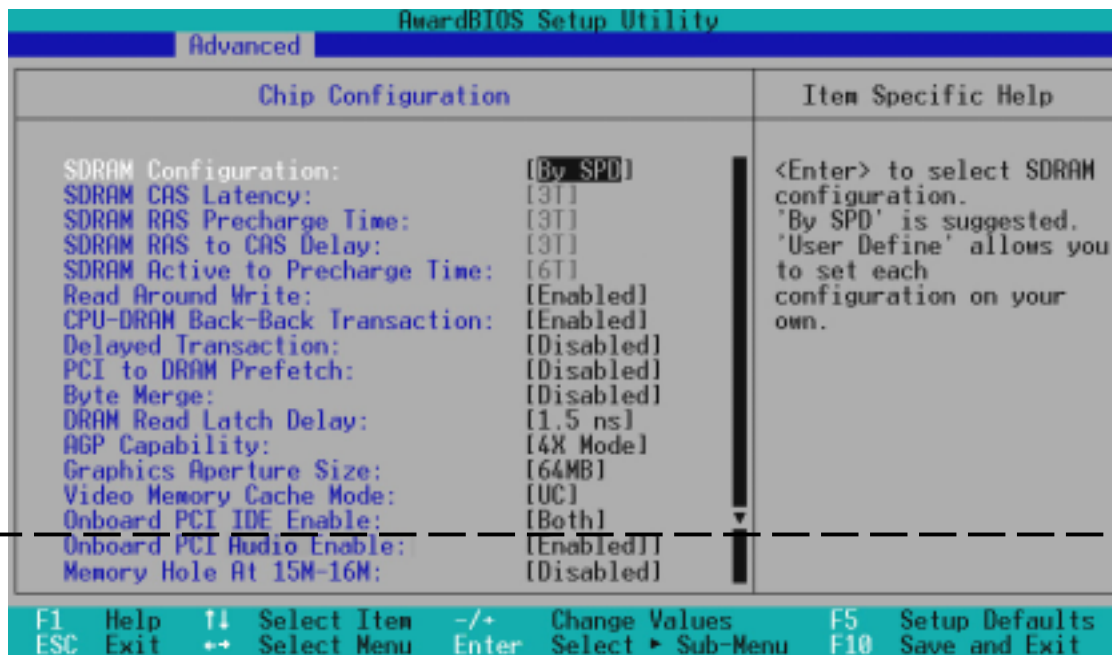 AwardBIOS Setup Utility
Advanced
Chip Configuration
Item Specific Help
SDRAM Configuration: [By SPD]
SDRAM CAS Latency: [3T]
SDRAM RAS Precharge Time: [3T]
SDRAM RAS to CAS Delay: [3T]
SDRAM Active to Precharge Time: [6T]
Read Around Write: [Enabled]
CPU-DRAM Back-Back Transaction: [Enabled]
Delayed Transaction: [Disabled]
PCI to DRAM Prefetch: [Disabled]
Byte Merge: [Disabled]
DRAM Read Latch Delay: [1.5 ns]
AGP Capability: [4X Mode]
Graphics Aperture Size: [64MB]
Video Memory Cache Mode: [UC]
Onboard PCI IDE Enable: [Both]
Onboard PCI Audio Enable: [Enabled]]
Memory Hole At 15M-16M: [Disabled]
<Enter> to select SDRAM
configuration.
'By SPD' is suggested.
'User Define' allows you
to set each
configuration on your
own.
F1 Help ↑↓ Select Item -/+ Change Values F5 Setup Defaults
ESC Exit ←→ Select Menu Enter Select ► Sub-Menu F10 Save and Exit